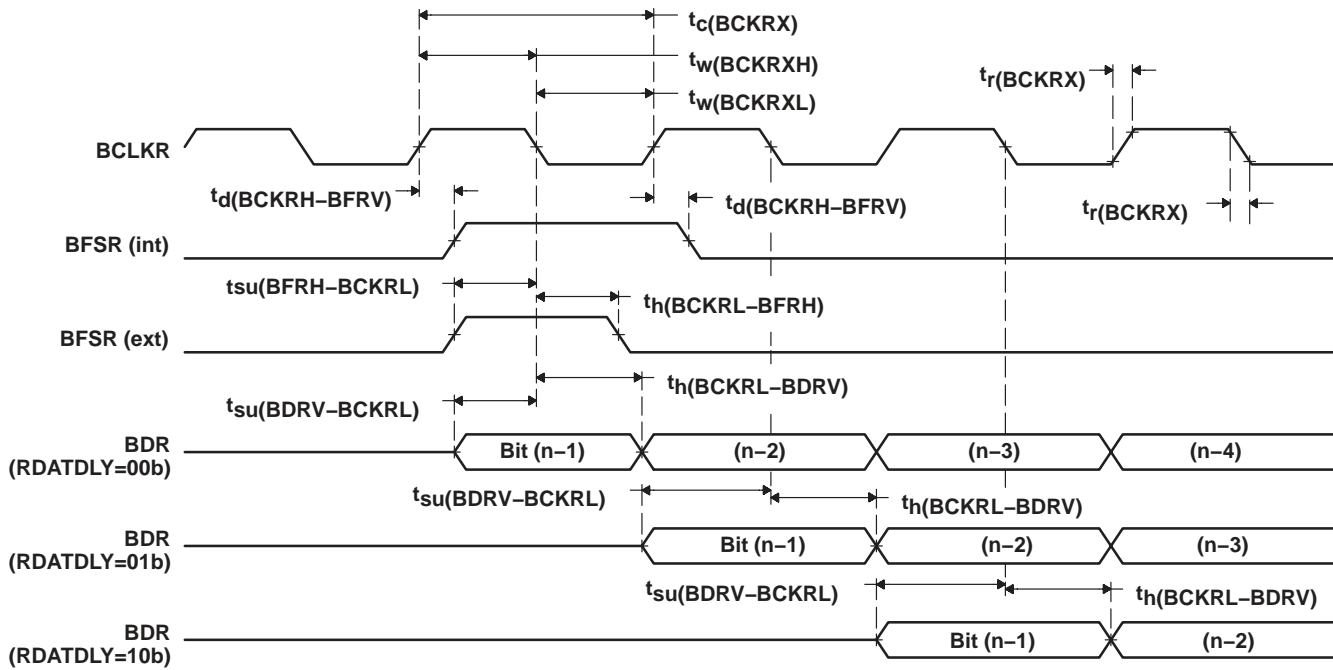 tc(BCKRX)
tw(BCKRXH)
tr(BCKRX)
tw(BCKRXL)
BCLKR
td(BCKRH–BFRV)
td(BCKRH–BFRV)
tr(BCKRX)
BFSR (int)
tsu(BFRH–BCKRL)
th(BCKRL–BFRH)
BFSR (ext)
th(BCKRL–BDRV)
tsu(BDRV–BCKRL)
BDR
(RDATDLY=00b)
Bit (n–1)
(n–2)
(n–3)
(n–4)
tsu(BDRV–BCKRL)
th(BCKRL–BDRV)
BDR
(RDATDLY=01b)
Bit (n–1)
(n–2)
(n–3)
tsu(BDRV–BCKRL)
th(BCKRL–BDRV)
BDR
(RDATDLY=10b)
Bit (n–1)
(n–2)